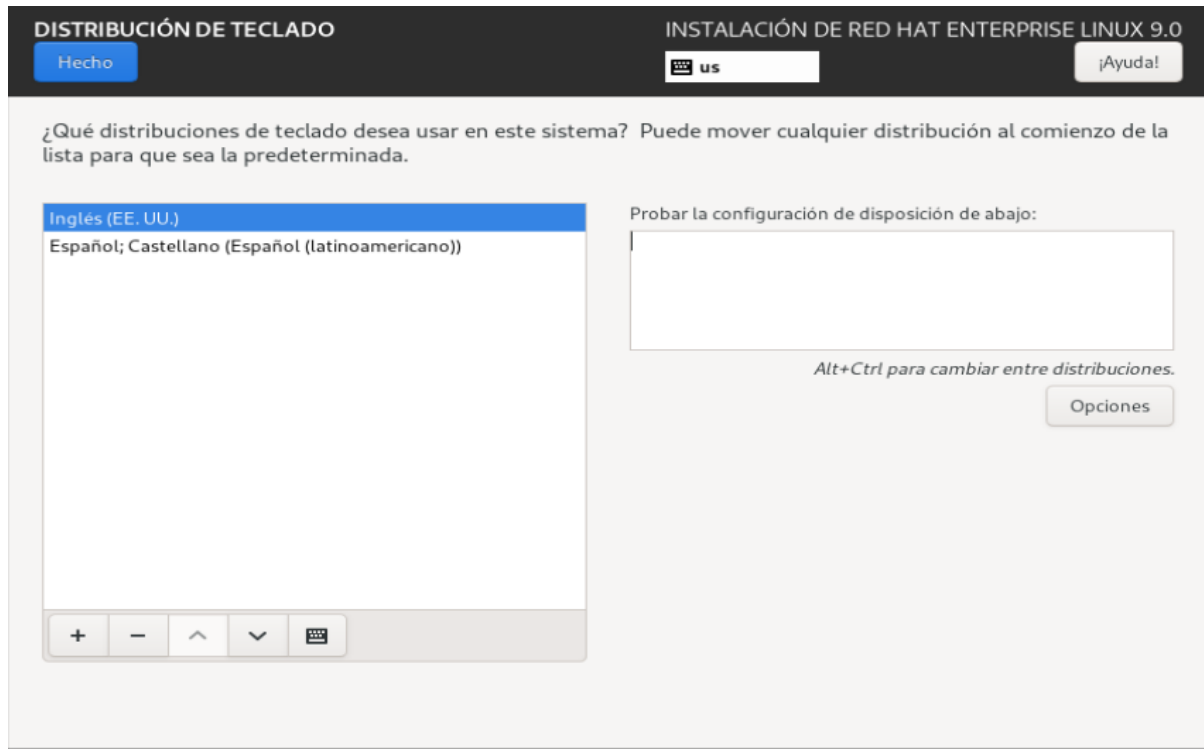 DISTRIBUCIÓN DE TECLADO
INSTALACIÓN DE RED HAT ENTERPRISE LINUX 9.0
Hecho
us
¡Ayuda!
¿Qué distribuciones de teclado desea usar en este sistema? Puede mover cualquier distribución al comienzo de la
lista para que sea la predeterminada.
Inglés (EE. UU.)
Español; Castellano (Español (latinoamericano))
Probar la configuración de disposición de abajo:
Alt+Ctrl para cambiar entre distribuciones.
Opciones